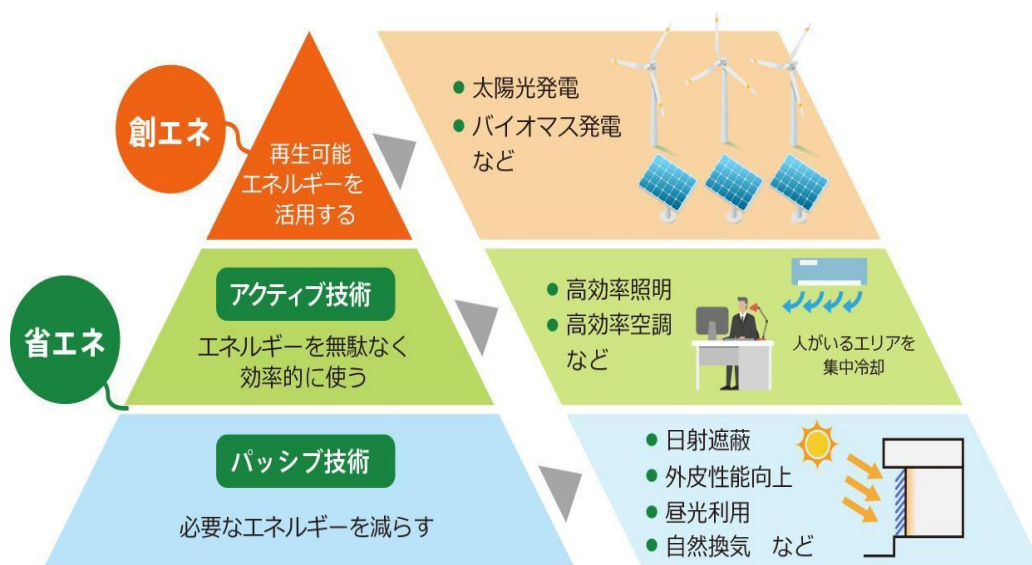 創エネ
再生可能
エネルギーを
活用する
● 太陽光発電
● バイオマス発電
など
省エネ
アクティブ技術
エネルギーを無駄なく
効率的に使う
● 高効率照明
● 高効率空調
など
人がいるエリアを
集中冷却
パッシブ技術
必要なエネルギーを減らす
● 日射遮蔽
● 外皮性能向上
● 昼光利用
● 自然換気 など